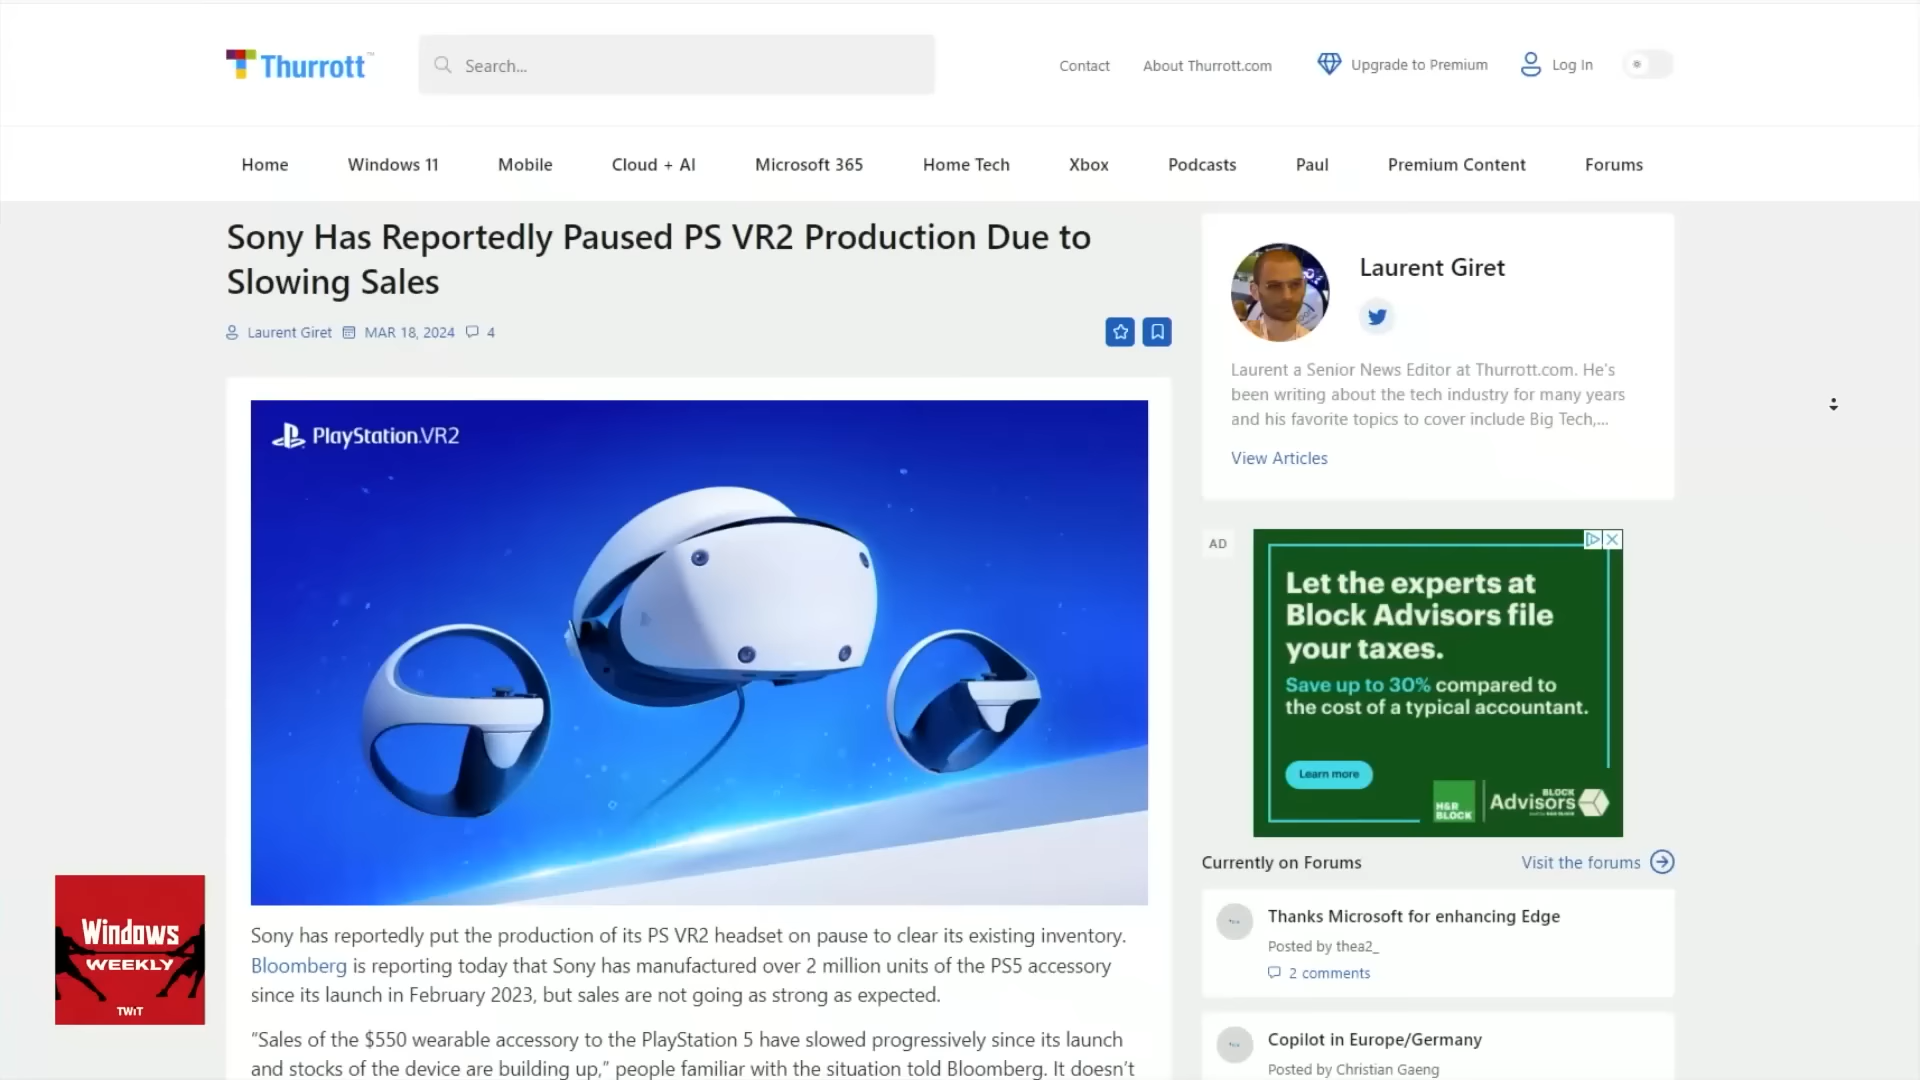 Thurrott
Search...
Contact
About Thurrott.com
Upgrade to Premium
Log In
Home
Windows 11
Mobile
Cloud + AI
Microsoft 365
Home Tech
Xbox
Podcasts
Paul
Premium Content
Forums
Sony Has Reportedly Paused PS VR2 Production Due to
Slowing Sales
Laurent Giret
MAR 18, 2024
4
PlayStation.VR2
Sony has reportedly put the production of its PS VR2 headset on pause to clear its existing inventory.
Bloomberg is reporting today that Sony has manufactured over 2 million units of the PS5 accessory
since its launch in February 2023, but sales are not going as strong as expected.
“Sales of the $550 wearable accessory to the PlayStation 5 have slowed progressively since its launch
and stocks of the device are building up,” people familiar with the situation told Bloomberg. It doesn’t
Laurent Giret
Laurent a Senior News Editor at Thurrott.com. He's
been writing about the tech industry for many years
and his favorite topics to cover include Big Tech,...
View Articles
AD
Let the experts at
Block Advisors file
your taxes.
Save up to 30% compared to
the cost of a typical accountant.
Learn more
H&R
BLOCK
BLOCK
Advisors
Currently on Forums
Visit the forums
Thanks Microsoft for enhancing Edge
Posted by thea2_
2 comments
Copilot in Europe/Germany
Posted by Christian Gaeng
Windows
WEEKLY
TWiT